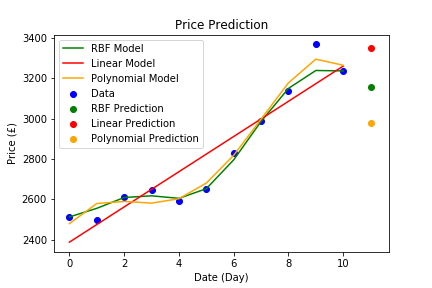 Price Prediction
3400
3200
3000
2800
2600
2400
Price (£)
RBF Model
Linear Model
Polynomial Model
Data
RBF Prediction
Linear Prediction
Polynomial Prediction
0 2 4 6 8 10
Date (Day)